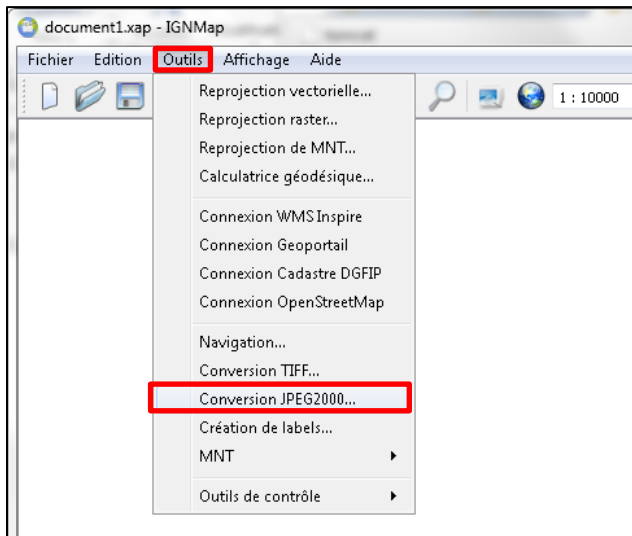 document1.xap - IGNMap
Fichier Edition Outils Affichage Aide
1 : 10000
Reprojection vectorielle...
Reprojection raster...
Reprojection de MNT...
Calculatrice géodésique...
Connexion WMS Inspire
Connexion Geoportail
Connexion Cadastre DGFIP
Connexion OpenStreetMap
Navigation...
Conversion TIFF...
Conversion JPEG2000...
Création de labels...
MNT
Outils de contrôle